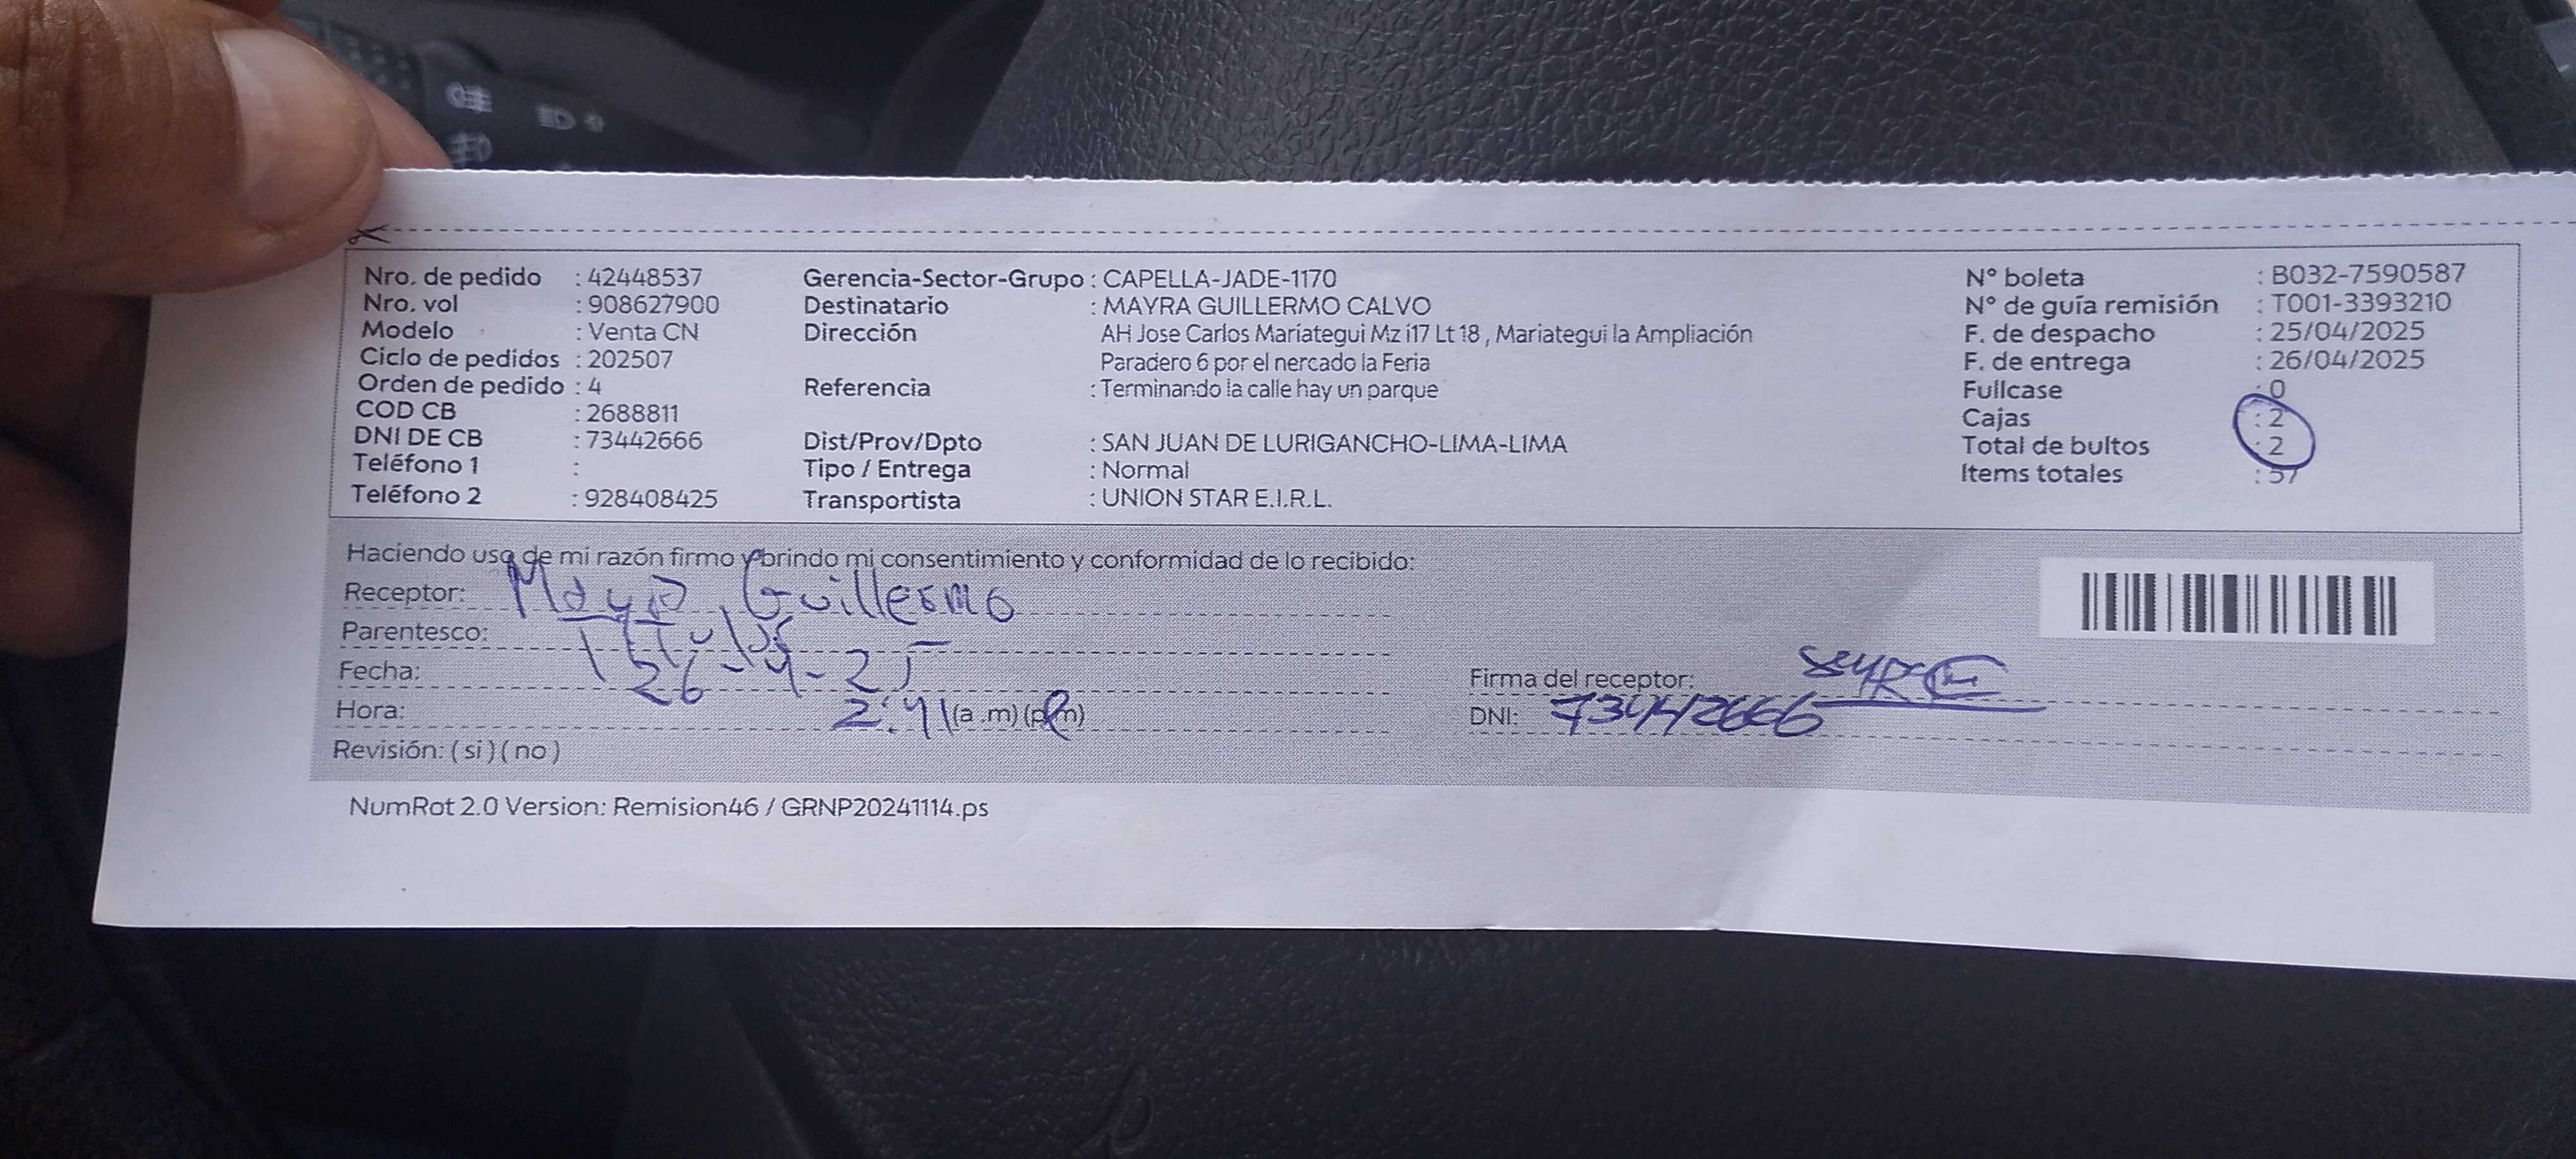 Nro. de pedido : 42448537 Gerencia-Sector-Grupo : CAPELLA-JADE-1170 N° boleta : B032-7590587
Nro. vol : 908627900 Destinatario : MAYRA GUILLERMO CALVO N° de guía remisión : T001-3393210
Modelo : Venta CN Dirección AH Jose Carlos Maríategui Mz i17 Lt 18 , Mariategui la Ampliación F. de despacho : 25/04/2025
Ciclo de pedidos : 202507 Paradero 6 por el nercado la Feria F. de entrega : 26/04/2025
Orden de pedido : 4 Referencia : Terminando la calle hay un parque Fullcase : 0
COD CB : 2688811 Cajas : 2
DNI DE CB : 73442666 Dist/Prov/Dpto : SAN JUAN DE LURIGANCHO-LIMA-LIMA Total de bultos : 2
Teléfono 1 : Tipo / Entrega : Normal Items totales : 57
Teléfono 2 : 928408425 Transportista : UNION STAR E.I.R.L.
Haciendo uso de mi razón firmo y brindo mi consentimiento y conformidad de lo recibido:
Receptor: Mayra Guillermo
Parentesco: Titular
Fecha: 26-4-25 Firma del receptor:
Hora: 2:41 (a .m) (p.m) DNI: 73442666
Revisión: ( si ) ( no )
NumRot 2.0 Version: Remision46 / GRNP20241114.ps